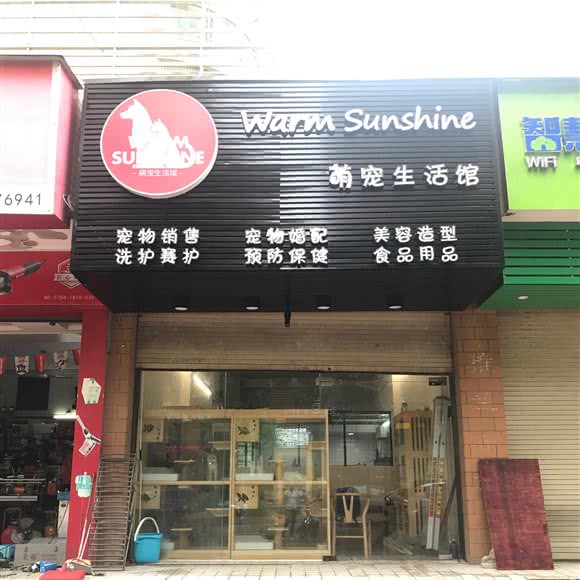 Warm Sunshine
萌宠生活馆
WARM
SUNSHINE
萌宠生活馆
宠物销售 宠物婚配 美容造型
洗护赛护 预防保健 食品用品
76941
WiFi